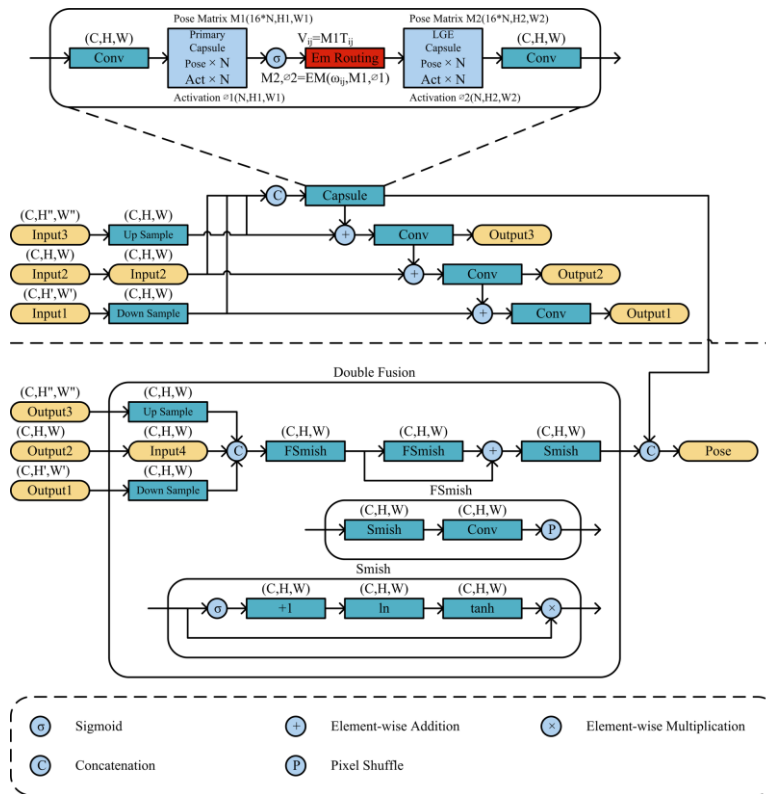 Pose Matrix M1(16*N,H1,W1)
V_ij=M1T_ij
Pose Matrix M2(16*N,H2,W2)
(C,H,W)
(C,H,W)
Conv
Primary
Capsule
Pose × N
Act × N
σ
Em Routing
LGE
Capsule
Pose × N
Act × N
Conv
M2,∅2=EM(ω_ij,M1,∅1)
Activation ∅1(N,H1,W1)
Activation ∅2(N,H2,W2)
C
Capsule
(C,H",W")
(C,H,W)
Input3
Up Sample
+
Conv
Output3
(C,H,W)
(C,H,W)
Input2
Input2
+
Conv
Output2
(C,H',W')
(C,H,W)
Input1
Down Sample
+
Conv
Output1
Double Fusion
(C,H",W")
(C,H,W)
Output3
Up Sample
(C,H,W)
(C,H,W)
(C,H,W)
(C,H,W)
(C,H,W)
Output2
Input4
C
FSmish
FSmish
+
Smish
C
Pose
(C,H',W')
(C,H,W)
Output1
Down Sample
FSmish
(C,H,W)
(C,H,W)
Smish
Conv
P
Smish
(C,H,W)
(C,H,W)
(C,H,W)
σ
+1
ln
tanh
×
σ
Sigmoid
+
Element-wise Addition
×
Element-wise Multiplication
C
Concatenation
P
Pixel Shuffle